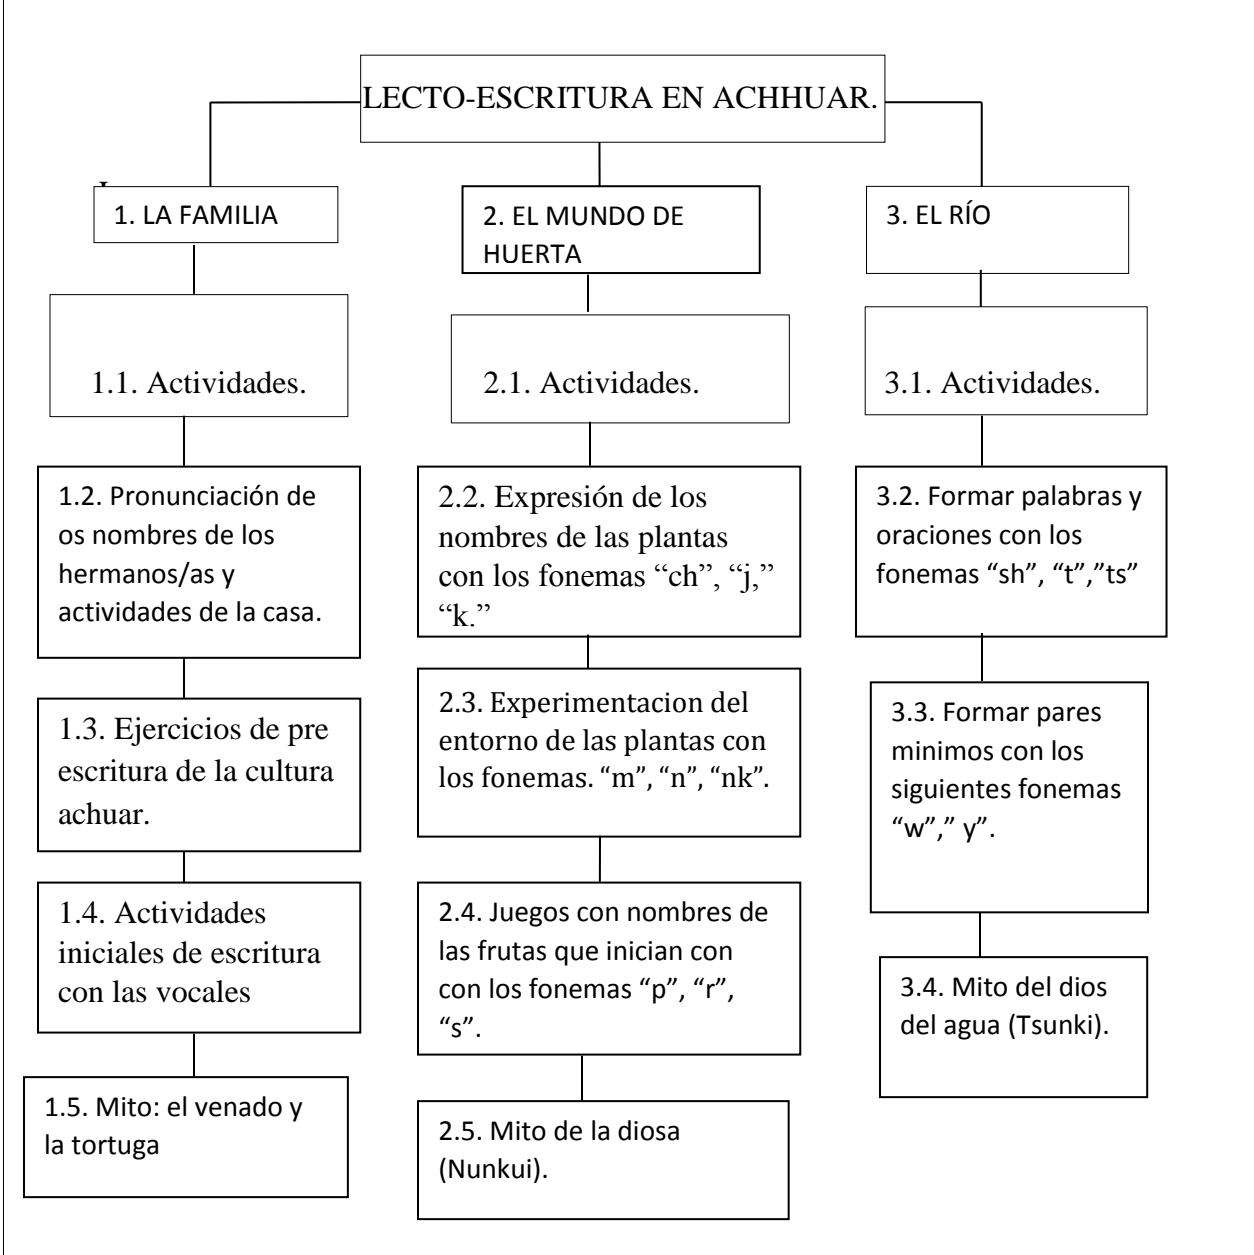 LECTO-ESCRITURA EN ACHHUAR.
1. LA FAMILIA
1.1. Actividades.
1.2. Pronunciación de
os nombres de los
hermanos/as y
actividades de la casa.
1.3. Ejercicios de pre
escritura de la cultura
achuar.
1.4. Actividades
iniciales de escritura
con las vocales
1.5. Mito: el venado y
la tortuga
2. EL MUNDO DE
HUERTA
2.1. Actividades.
2.2. Expresión de los
nombres de las plantas
con los fonemas “ch”, “j,”
“k.”
2.3. Experimentacion del
entorno de las plantas con
los fonemas. “m”, “n”, “nk”.
2.4. Juegos con nombres de
las frutas que inician con
con los fonemas “p”, “r”,
“s”.
2.5. Mito de la diosa
(Nunkui).
3. EL RÍO
3.1. Actividades.
3.2. Formar palabras y
oraciones con los
fonemas “sh”, “t”,”ts”
3.3. Formar pares
minimos con los
siguientes fonemas
“w”,” y”.
3.4. Mito del dios
del agua (Tsunki).